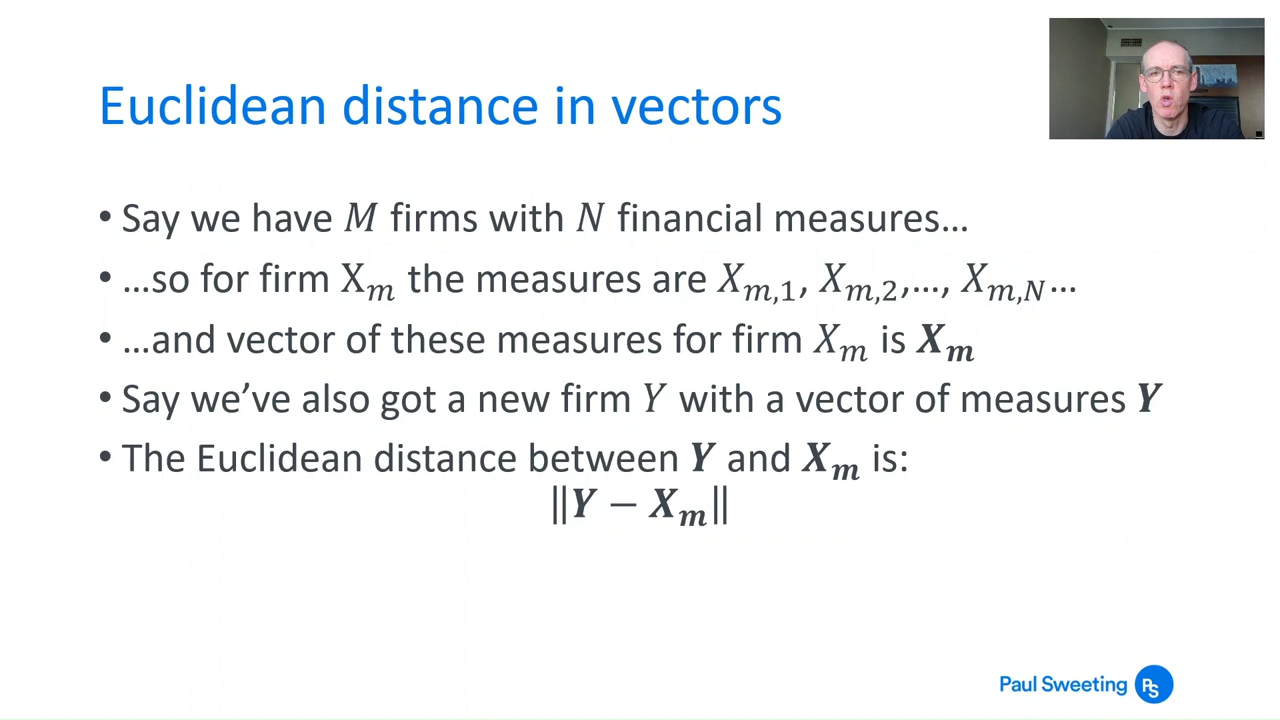 Euclidean distance in vectors
• Say we have M firms with N financial measures…
• …so for firm Xₘ the measures are Xₘ,₁, Xₘ,₂,…, Xₘ,N…
• …and vector of these measures for firm Xₘ is Xₘ
• Say we’ve also got a new firm Y with a vector of measures Y
• The Euclidean distance between Y and Xₘ is:
‖Y − Xₘ‖
Paul Sweeting PS